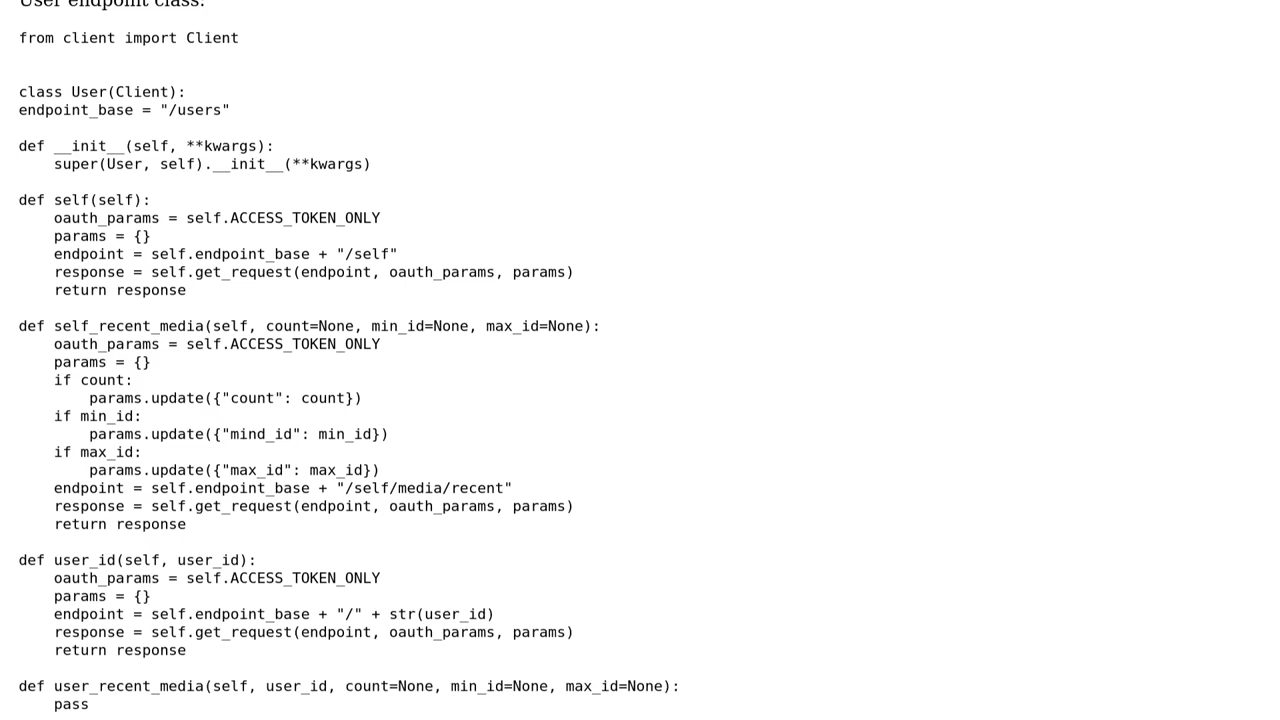 User endpoint class:
from client import Client
class User(Client):
endpoint_base = "/users"
def __init__(self, **kwargs):
    super(User, self).__init__(**kwargs)
def self(self):
    oauth_params = self.ACCESS_TOKEN_ONLY
    params = {}
    endpoint = self.endpoint_base + "/self"
    response = self.get_request(endpoint, oauth_params, params)
    return response
def self_recent_media(self, count=None, min_id=None, max_id=None):
    oauth_params = self.ACCESS_TOKEN_ONLY
    params = {}
    if count:
        params.update({"count": count})
    if min_id:
        params.update({"mind_id": min_id})
    if max_id:
        params.update({"max_id": max_id})
    endpoint = self.endpoint_base + "/self/media/recent"
    response = self.get_request(endpoint, oauth_params, params)
    return response
def user_id(self, user_id):
    oauth_params = self.ACCESS_TOKEN_ONLY
    params = {}
    endpoint = self.endpoint_base + "/" + str(user_id)
    response = self.get_request(endpoint, oauth_params, params)
    return response
def user_recent_media(self, user_id, count=None, min_id=None, max_id=None):
    pass